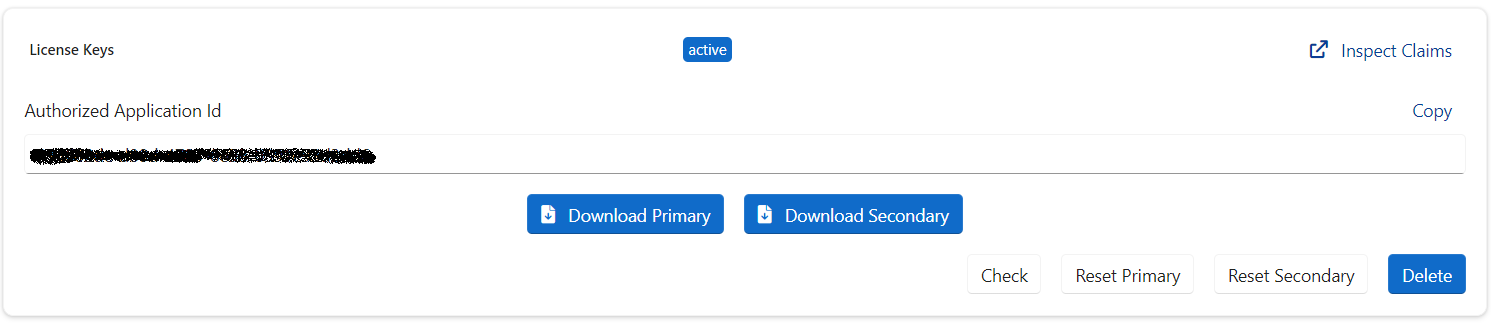 License Keys
active
Inspect Claims
Authorized Application Id
Copy
Download Primary
Download Secondary
Check
Reset Primary
Reset Secondary
Delete